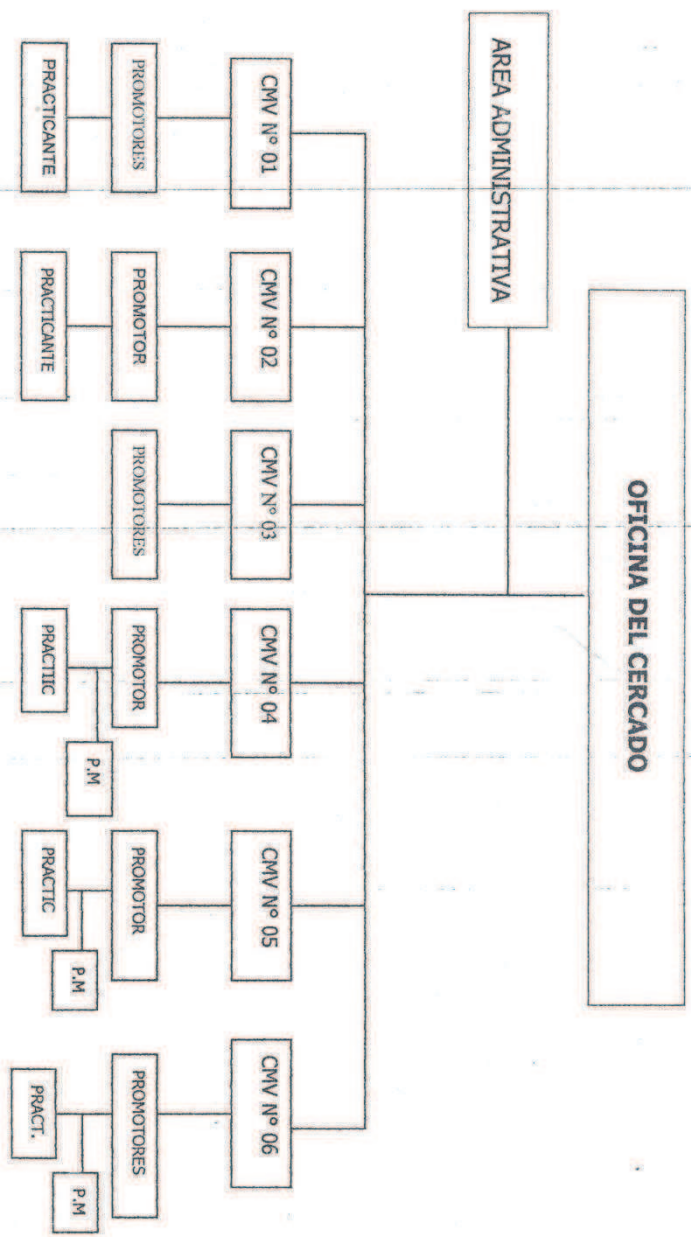 OFICINA DEL CERCADO
AREA ADMINISTRATIVA
CMV N° 01
CMV N° 02
CMV N° 03
CMV N° 04
CMV N° 05
CMV N° 06
PROMOTORES
PROMOTOR
PROMOTORES
PROMOTOR
PROMOTOR
PROMOTORES
P.M
P.M
P.M
PRACTICANTE
PRACTICANTE
PRACTIIC
PRACTIC
PRACT.